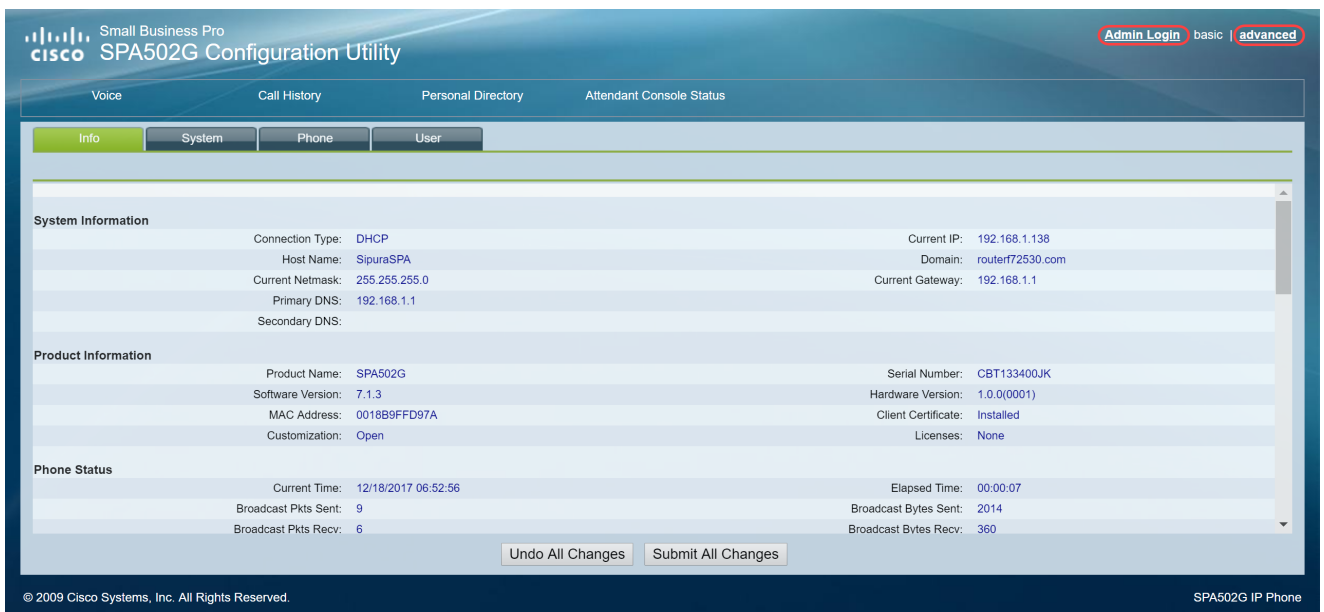 Small Business Pro
cisco SPA502G Configuration Utility
Admin Login basic | advanced
Voice Call History Personal Directory Attendant Console Status
Info System Phone User
System Information
Connection Type: DHCP Current IP: 192.168.1.138
Host Name: SipuraSPA Domain: routerf72530.com
Current Netmask: 255.255.255.0 Current Gateway: 192.168.1.1
Primary DNS: 192.168.1.1
Secondary DNS:
Product Information
Product Name: SPA502G Serial Number: CBT133400JK
Software Version: 7.1.3 Hardware Version: 1.0.0(0001)
MAC Address: 0018B9FFD97A Client Certificate: Installed
Customization: Open Licenses: None
Phone Status
Current Time: 12/18/2017 06:52:56 Elapsed Time: 00:00:07
Broadcast Pkts Sent: 9 Broadcast Bytes Sent: 2014
Broadcast Pkts Recv: 6 Broadcast Bytes Recv: 360
Undo All Changes Submit All Changes
© 2009 Cisco Systems, Inc. All Rights Reserved. SPA502G IP Phone